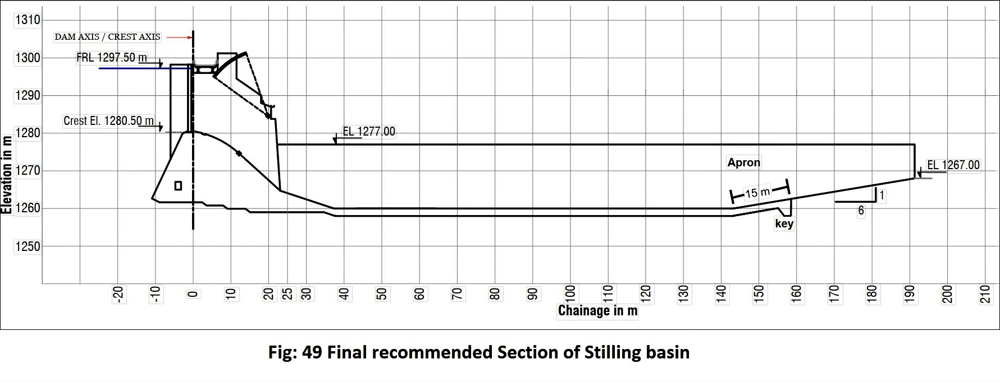 1310
DAM AXIS / CREST AXIS
1300
FRL 1297.50 m
1290
Crest El. 1280.50 m
1280
EL 1277.00
1270
Apron
EL 1267.00
15 m
1
6
1260
key
1250
Elevation in m
-20 -10 0 10 20 25 30 40 50 60 70 80 90 100 110 120 130 140 150 160 170 180 190 200 210
Chainage in m
Fig: 49 Final recommended Section of Stilling basin